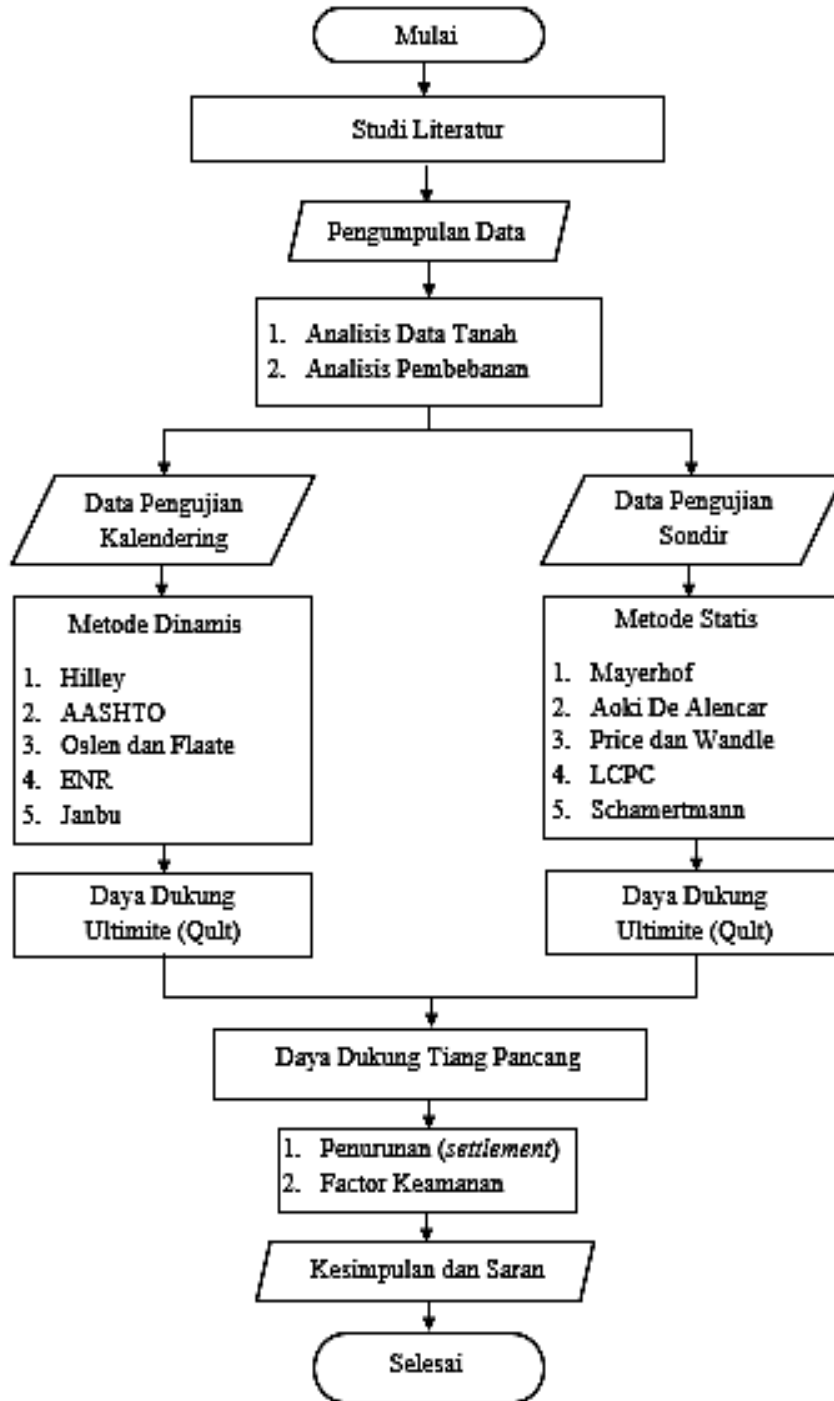 Mulai
Studi Literatur
Pengumpulan Data
1. Analisis Data Tanah
2. Analisis Pembebanan
Data Pengujian
Kalendering
Metode Dinamis
1. Hilley
2. AASHTO
3. Oslen dan Flaate
4. ENR
5. Janbu
Daya Dukung
Ultimite (Qult)
Data Pengujian
Sondir
Metode Statis
1. Mayerhof
2. Aoki De Alencar
3. Price dan Wandle
4. LCPC
5. Schamertmann
Daya Dukung
Ultimite (Qult)
Daya Dukung Tiang Pancang
1. Penurunan (settlement)
2. Factor Keamanan
Kesimpulan dan Saran
Selesai